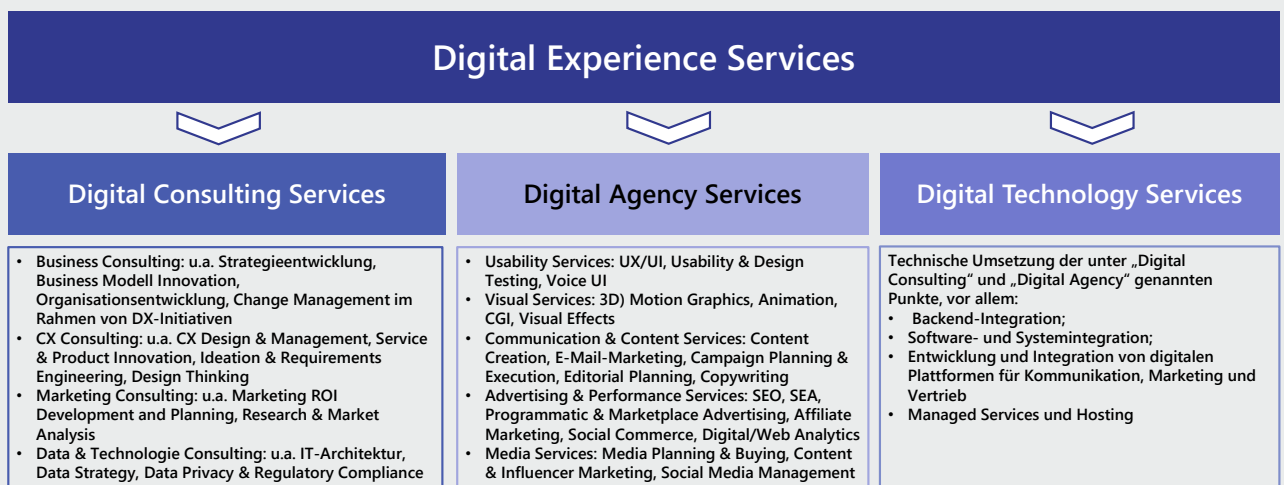 Digital Experience Services
Digital Consulting Services
• Business Consulting: u.a. Strategieentwicklung,
Business Modell Innovation,
Organisationsentwicklung, Change Management im
Rahmen von DX-Initiativen
• CX Consulting: u.a. CX Design & Management, Service
& Product Innovation, Ideation & Requirements
Engineering, Design Thinking
• Marketing Consulting: u.a. Marketing ROI
Development and Planning, Research & Market
Analysis
• Data & Technologie Consulting: u.a. IT-Architektur,
Data Strategy, Data Privacy & Regulatory Compliance
Digital Agency Services
• Usability Services: UX/UI, Usability & Design
Testing, Voice UI
• Visual Services: 3D) Motion Graphics, Animation,
CGI, Visual Effects
• Communication & Content Services: Content
Creation, E-Mail-Marketing, Campaign Planning &
Execution, Editorial Planning, Copywriting
• Advertising & Performance Services: SEO, SEA,
Programmatic & Marketplace Advertising, Affiliate
Marketing, Social Commerce, Digital/Web Analytics
• Media Services: Media Planning & Buying, Content
& Influencer Marketing, Social Media Management
Digital Technology Services
Technische Umsetzung der unter „Digital
Consulting“ und „Digital Agency“ genannten
Punkte, vor allem:
• Backend-Integration;
• Software- und Systemintegration;
• Entwicklung und Integration von digitalen
Plattformen für Kommunikation, Marketing und
Vertrieb
• Managed Services und Hosting